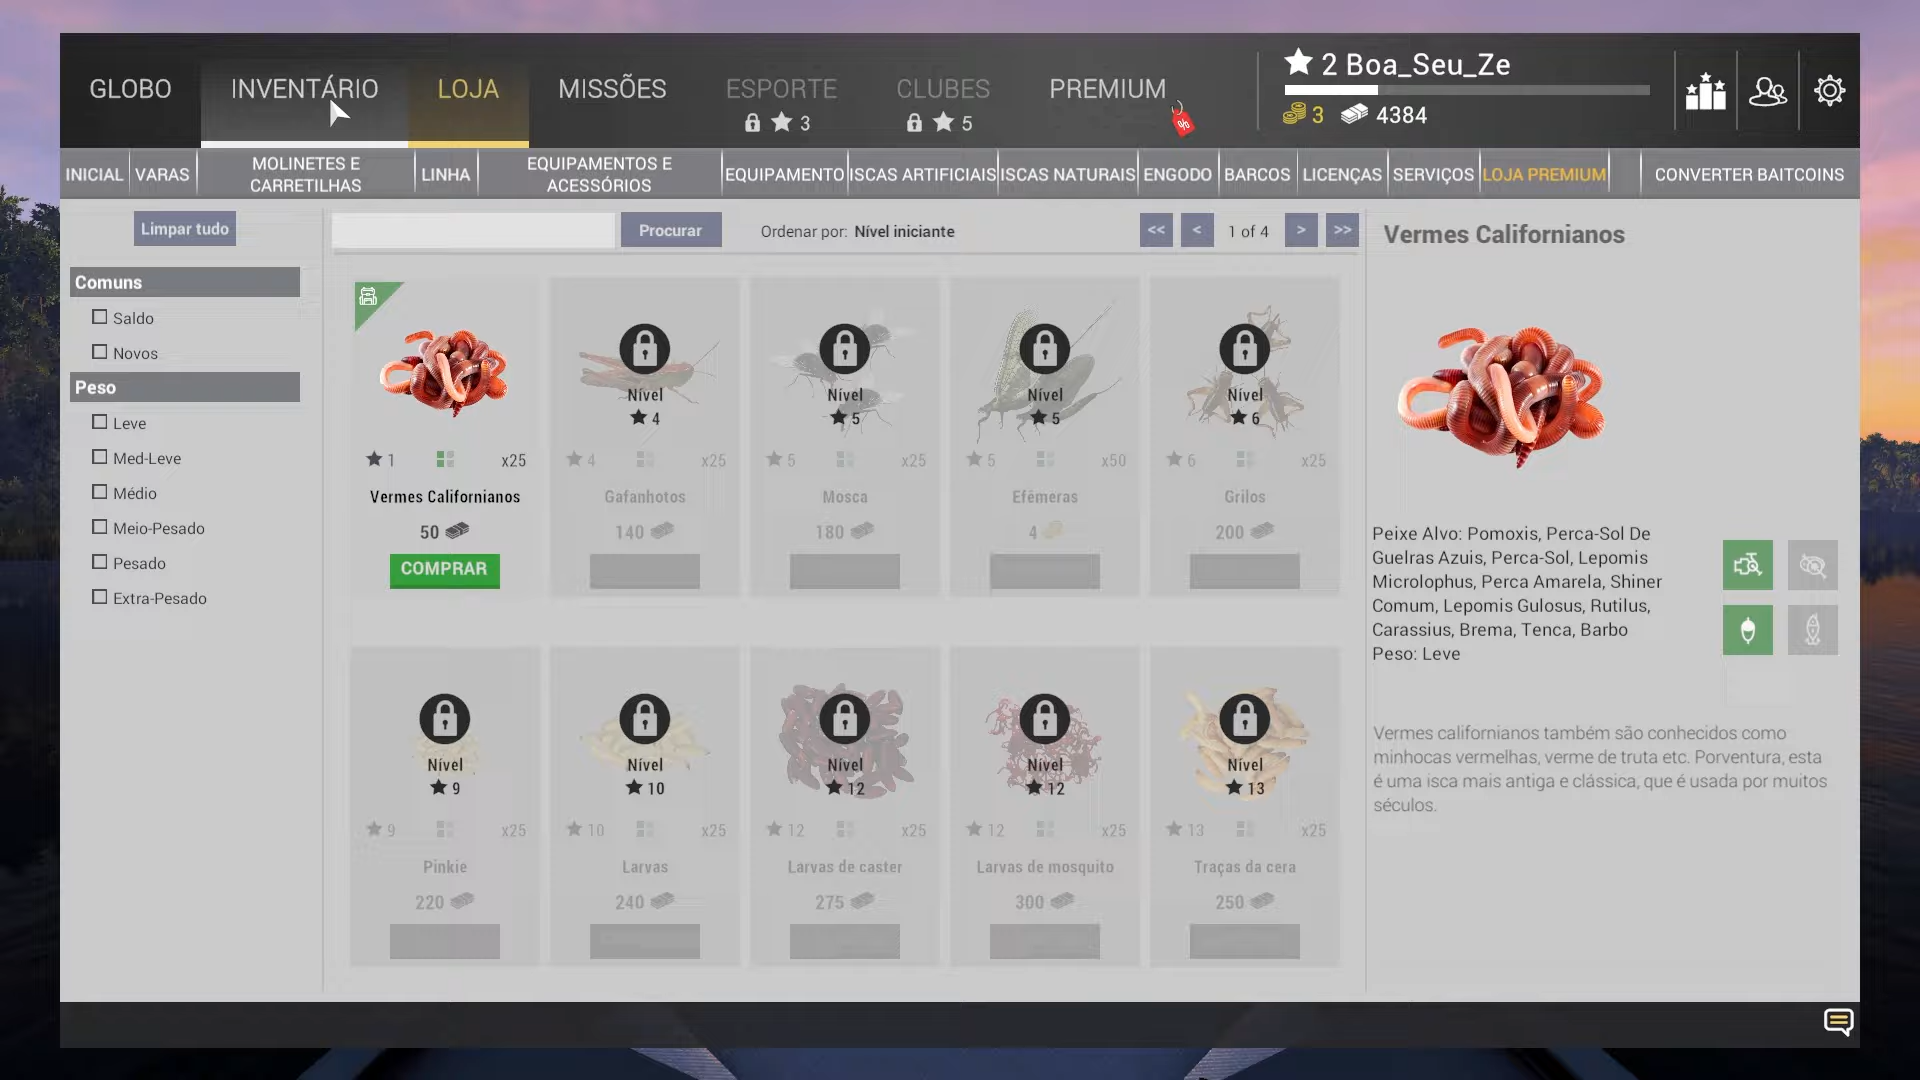 GLOBO
INVENTÁRIO
LOJA
MISSÕES
ESPORTE
3
CLUBES
5
PREMIUM
%
2 Boa_Seu_Ze
3 4384
INICIAL
VARAS
MOLINETES E
CARRETILHAS
LINHA
EQUIPAMENTOS E
ACESSÓRIOS
EQUIPAMENTO
ISCAS ARTIFICIAIS
ISCAS NATURAIS
ENGODO
BARCOS
LICENÇAS
SERVIÇOS
LOJA PREMIUM
CONVERTER BAITCOINS
Limpar tudo
Comuns
Saldo
Novos
Peso
Leve
Med-Leve
Médio
Meio-Pesado
Pesado
Extra-Pesado
Procurar
Ordenar por: Nível iniciante
<< < 1 of 4 > >>
1 x25
Vermes Californianos
50
COMPRAR
Nível
4
4 x25
Gafanhotos
140
Nível
5
5 x25
Mosca
180
Nível
5
5 x50
Efémeras
4
Nível
6
6 x25
Grilos
200
Nível
9
9 x25
Pinkie
220
Nível
10
10 x25
Larvas
240
Nível
12
12 x25
Larvas de caster
275
Nível
12
12 x25
Larvas de mosquito
300
Nível
13
13 x25
Traças da cera
250
Vermes Californianos
Peixe Alvo: Pomoxis, Perca-Sol De
Guelras Azuis, Perca-Sol, Lepomis
Microlophus, Perca Amarela, Shiner
Comum, Lepomis Gulosus, Rutilus,
Carassius, Brema, Tenca, Barbo
Peso: Leve
Vermes californianos também são conhecidos como
minhocas vermelhas, verme de truta etc. Porventura, esta
é uma isca mais antiga e clássica, que é usada por muitos
séculos.